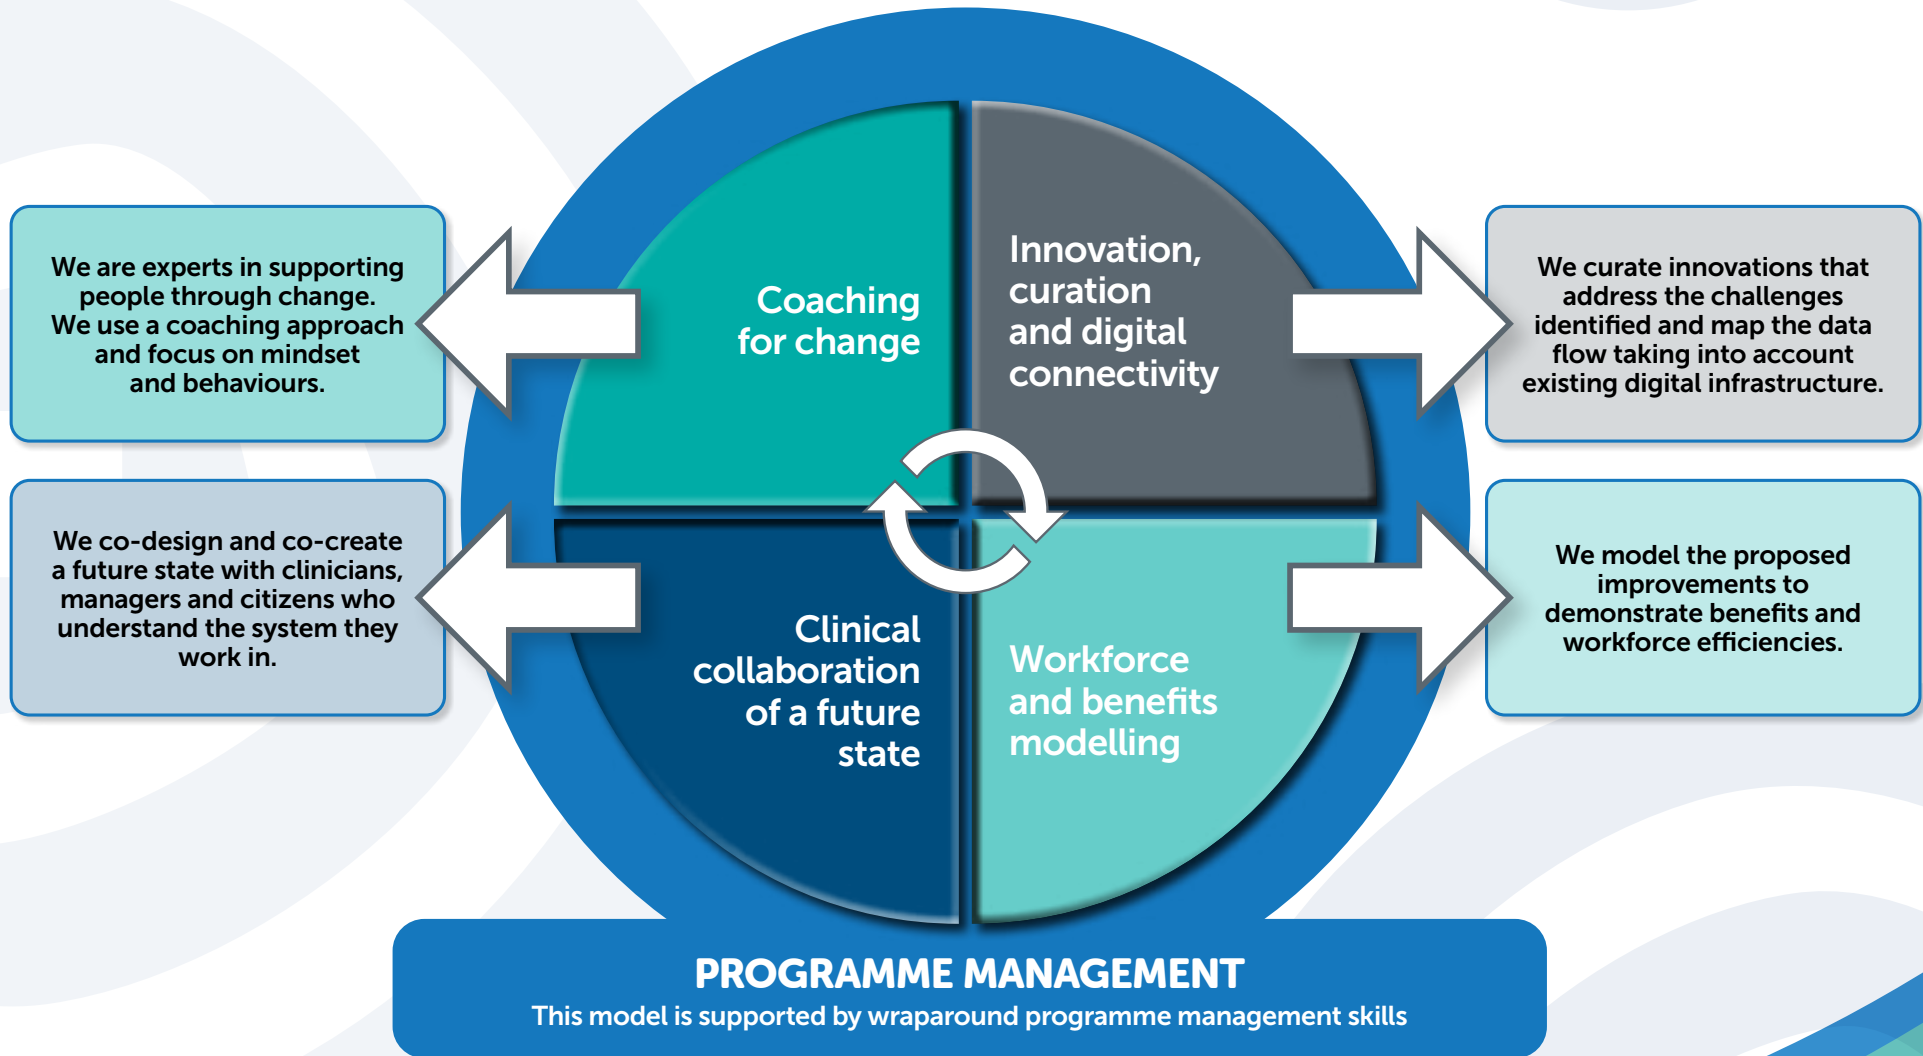 Coaching
for change
We are experts in supporting
people through change.
We use a coaching approach
and focus on mindset
and behaviours.
Innovation,
curation
and digital
connectivity
We curate innovations that
address the challenges
identified and map the data
flow taking into account
existing digital infrastructure.
Clinical
collaboration
of a future
state
We co-design and co-create
a future state with clinicians,
managers and citizens who
understand the system they
work in.
Workforce
and benefits
modelling
We model the proposed
improvements to
demonstrate benefits and
workforce efficiencies.
PROGRAMME MANAGEMENT
This model is supported by wraparound programme management skills